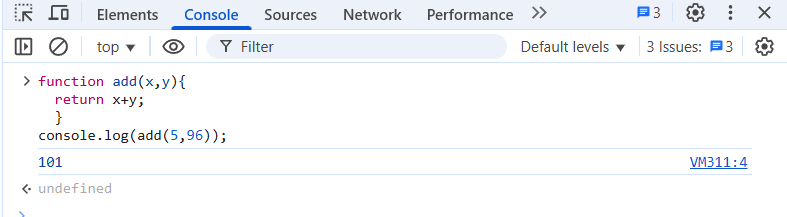 Elements Console Sources Network Performance 3
top Filter Default levels 3 Issues: 3
function add(x,y){
return x+y;
}
console.log(add(5,96));
101 VM311:4
undefined